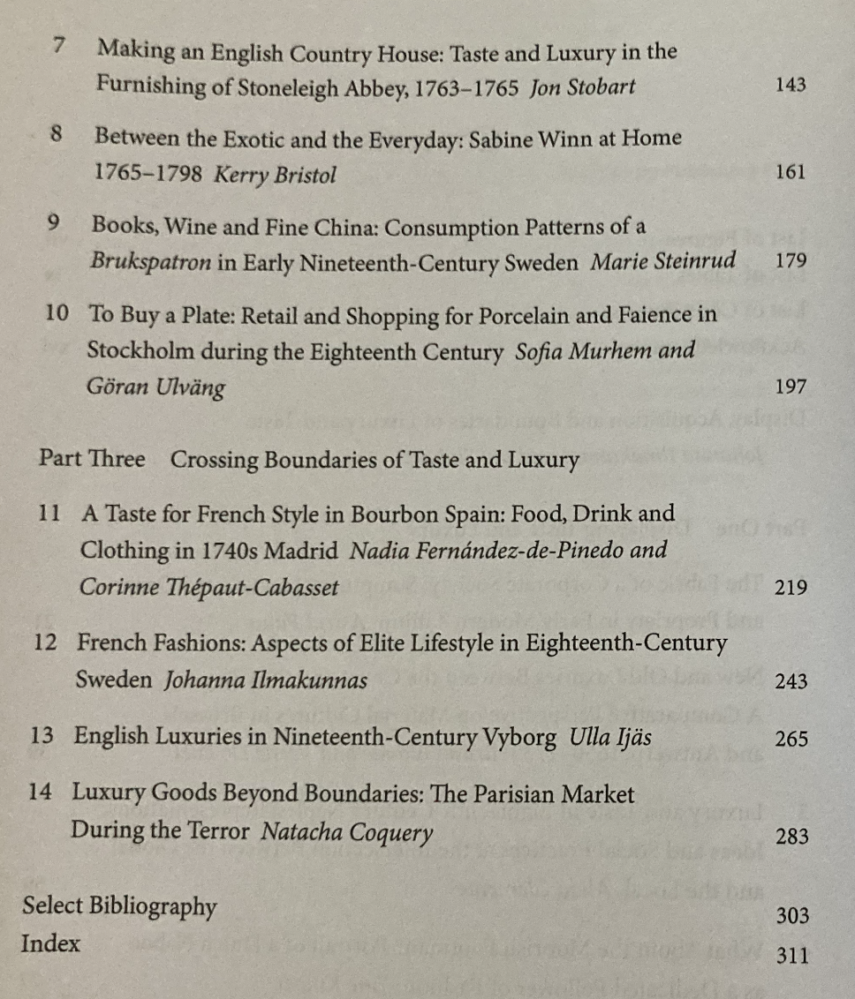 7 Making an English Country House: Taste and Luxury in the
Furnishing of Stoneleigh Abbey, 1763–1765 Jon Stobart 143
8 Between the Exotic and the Everyday: Sabine Winn at Home
1765–1798 Kerry Bristol 161
9 Books, Wine and Fine China: Consumption Patterns of a
Brukspatron in Early Nineteenth-Century Sweden Marie Steinrud 179
10 To Buy a Plate: Retail and Shopping for Porcelain and Faience in
Stockholm during the Eighteenth Century Sofia Murhem and
Göran Ulväng 197
Part Three Crossing Boundaries of Taste and Luxury
11 A Taste for French Style in Bourbon Spain: Food, Drink and
Clothing in 1740s Madrid Nadia Fernández-de-Pinedo and
Corinne Thépaut-Cabasset 219
12 French Fashions: Aspects of Elite Lifestyle in Eighteenth-Century
Sweden Johanna Ilmakunnas 243
13 English Luxuries in Nineteenth-Century Vyborg Ulla Ijäs 265
14 Luxury Goods Beyond Boundaries: The Parisian Market
During the Terror Natacha Coquery 283
Select Bibliography 303
Index 311